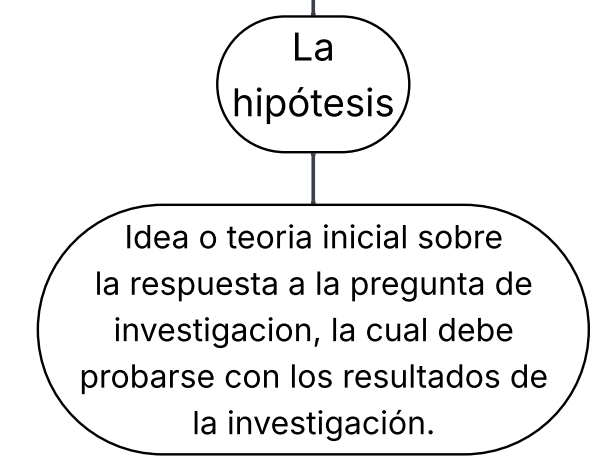 La
hipótesis
Idea o teoria inicial sobre
la respuesta a la pregunta de
investigacion, la cual debe
probarse con los resultados de
la investigación.